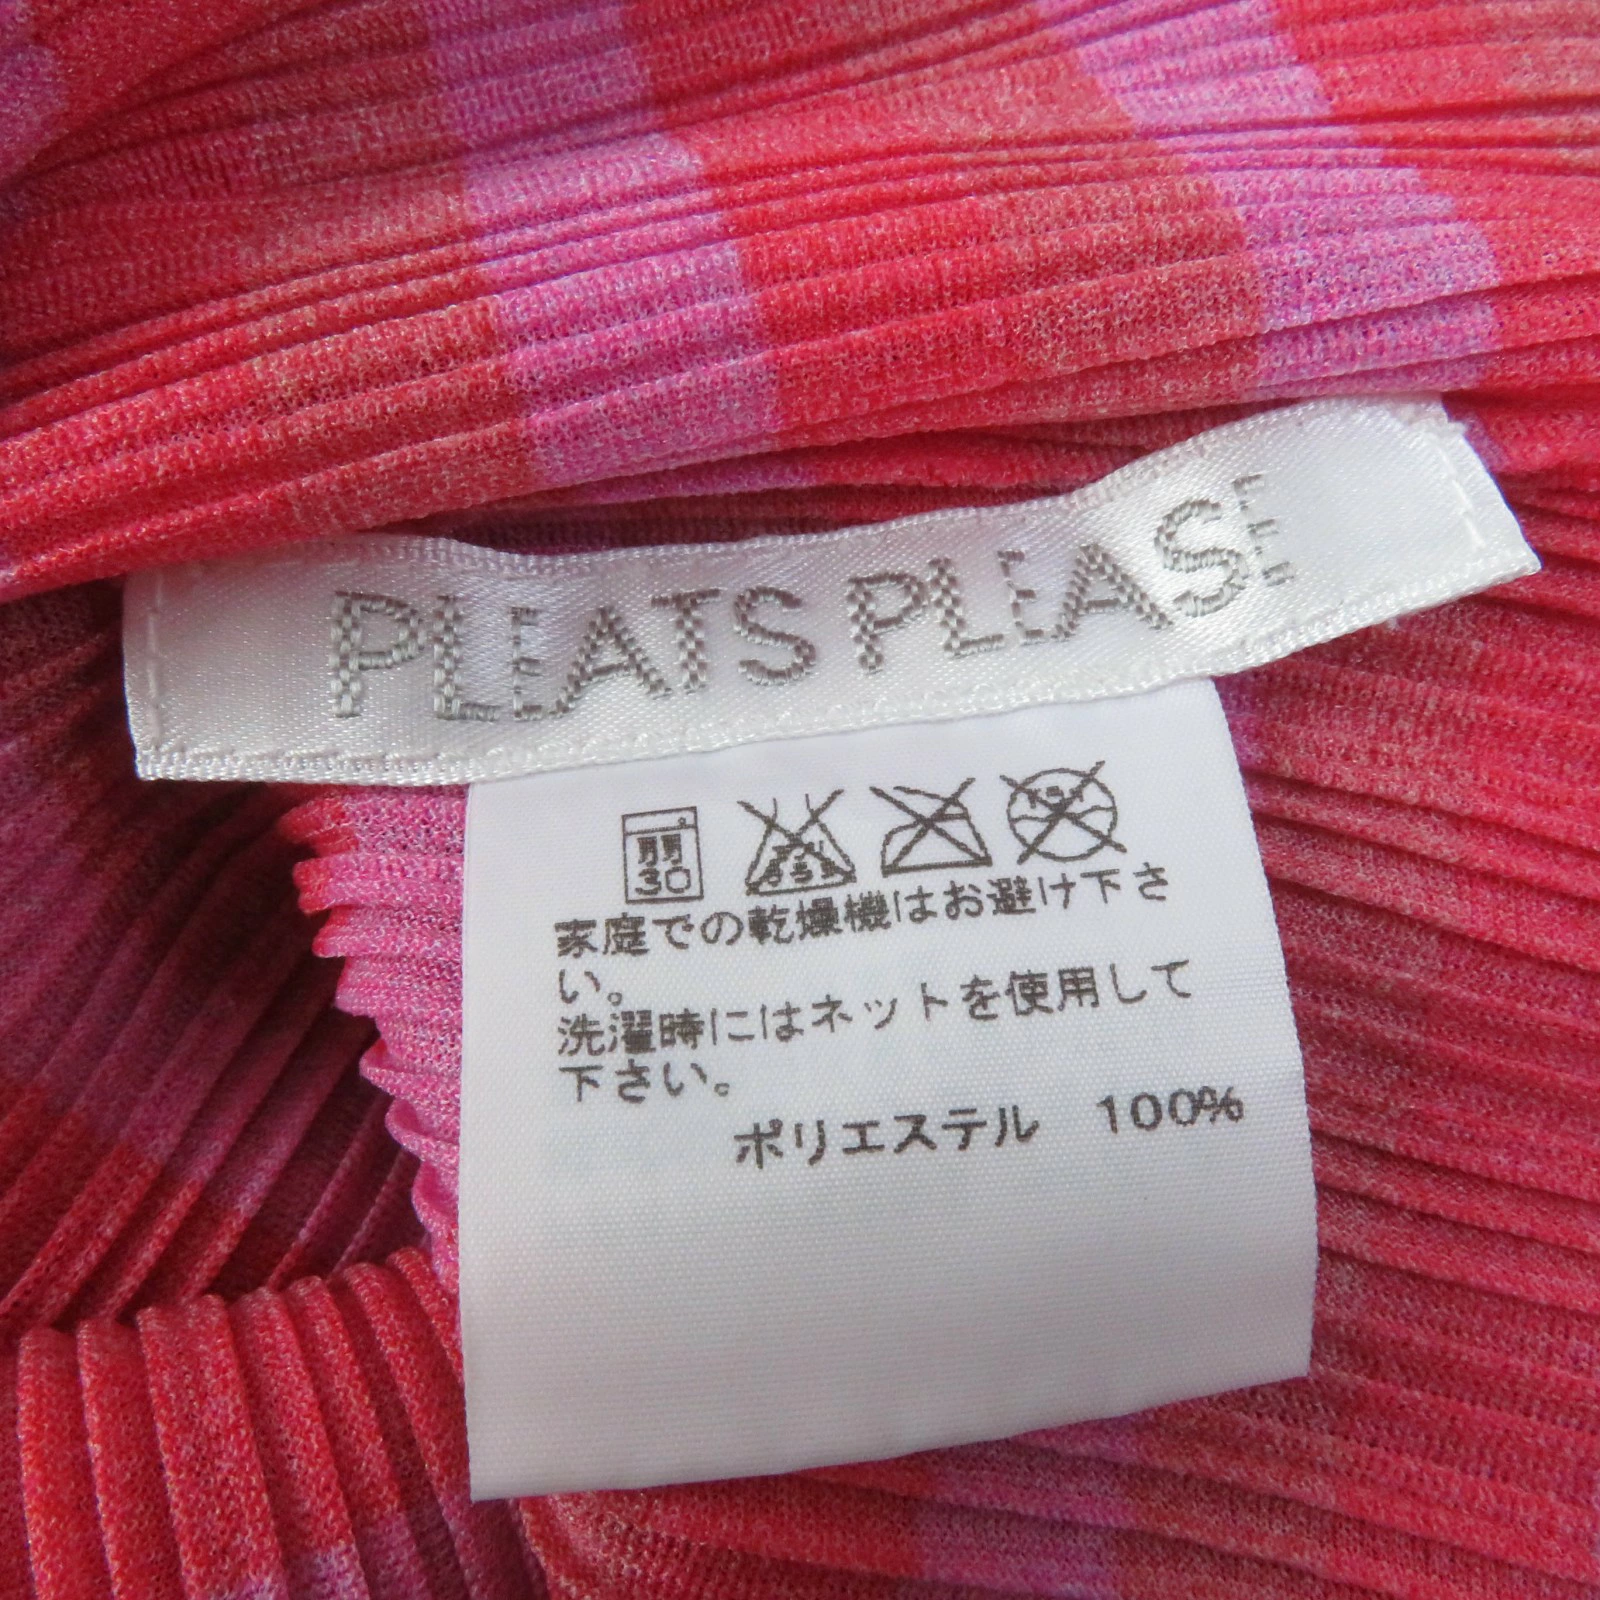 PLEATS PLEASE
弱
30
家庭での乾燥機はお避け下さ
い。
洗濯時にはネットを使用して
下さい。
ポリエステル 100%